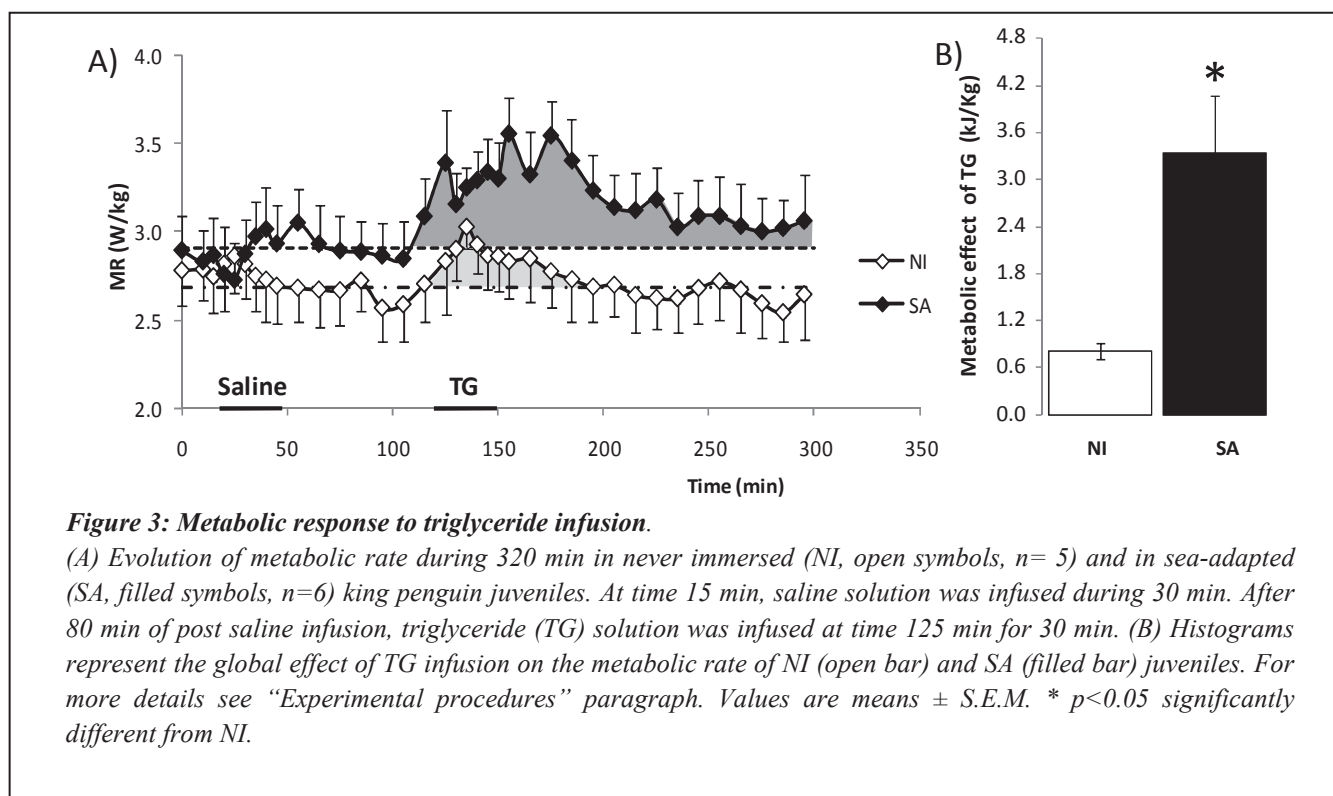 A)
MR (W/kg)
4.0
3.5
3.0
2.5
2.0
Saline
TG
0 50 100 150 200 250 300 350
Time (min)
NI
SA
B)
Metabolic effect of TG (kJ/Kg)
4.8
4.2
3.6
3.0
2.4
1.8
1.2
0.6
0.0
*
NI SA
Figure 3: Metabolic response to triglyceride infusion.
(A) Evolution of metabolic rate during 320 min in never immersed (NI, open symbols, n= 5) and in sea-adapted
(SA, filled symbols, n=6) king penguin juveniles. At time 15 min, saline solution was infused during 30 min. After
80 min of post saline infusion, triglyceride (TG) solution was infused at time 125 min for 30 min. (B) Histograms
represent the global effect of TG infusion on the metabolic rate of NI (open bar) and SA (filled bar) juveniles. For
more details see “Experimental procedures” paragraph. Values are means ± S.E.M. * p<0.05 significantly
different from NI.